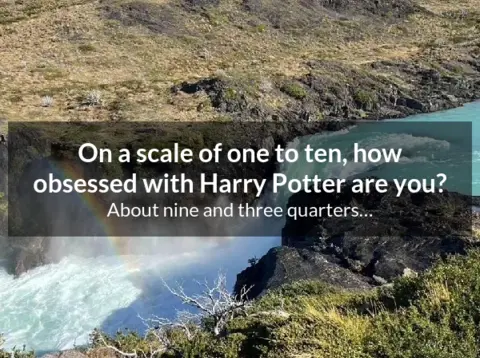 On a scale of one to ten, how
obsessed with Harry Potter are you?
About nine and three quarters...